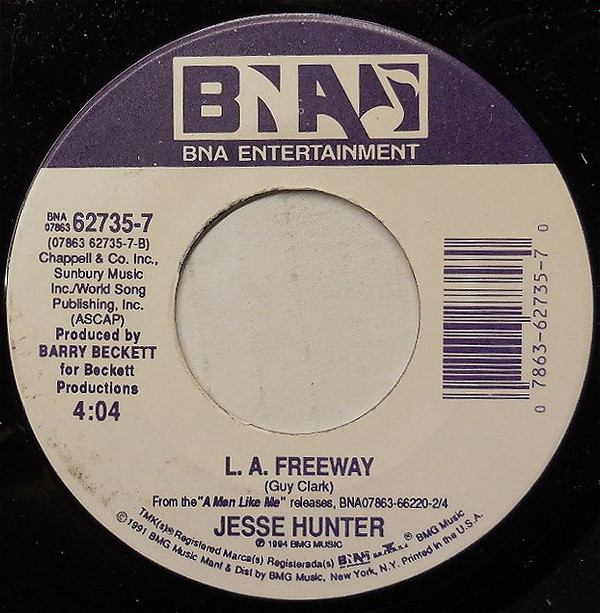 BNA
BNA ENTERTAINMENT
BNA
07863 62735-7
(07863 62735-7-B)
Chappell & Co. Inc.,
Sunbury Music
Inc./World Song
Publishing, Inc.
(ASCAP)
Produced by
BARRY BECKETT
for Beckett
Productions
4:04
0 7863-62735-7 0
L. A. FREEWAY
(Guy Clark)
From the "A Man Like Me" releases, BNA07863-66220-2/4
JESSE HUNTER
℗ 1994 BMG MUSIC
TMK(s)® Registered Marca(s) Registrada(s) BNA ® BMG Music
©1991 BMG Music Manf & Dist by BMG Music, New York, N.Y. Printed in the U.S.A.